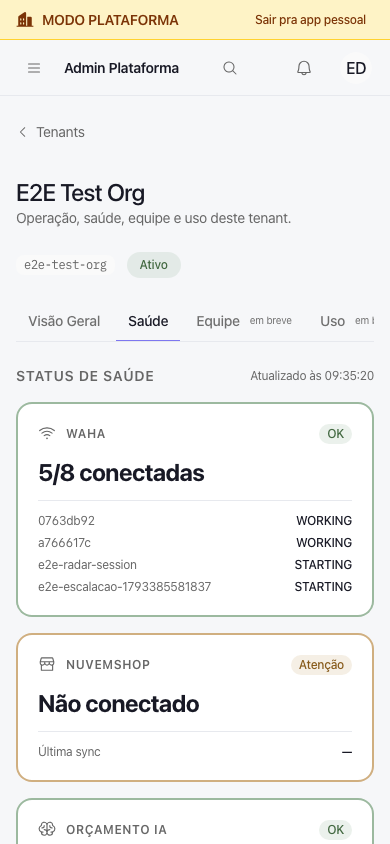 MODO PLATAFORMA
Sair pra app pessoal
Admin Plataforma
ED
Tenants
E2E Test Org
Operação, saúde, equipe e uso deste tenant.
e2e-test-org
Ativo
Visão Geral
Saúde
Equipe em breve
Uso em b
STATUS DE SAÚDE
Atualizado às 09:35:20
WAHA
OK
5/8 conectadas
0763db92 WORKING
a766617c WORKING
e2e-radar-session STARTING
e2e-escalacao-1793385581837 STARTING
NUVEMSHOP
Atenção
Não conectado
Última sync —
ORÇAMENTO IA
OK